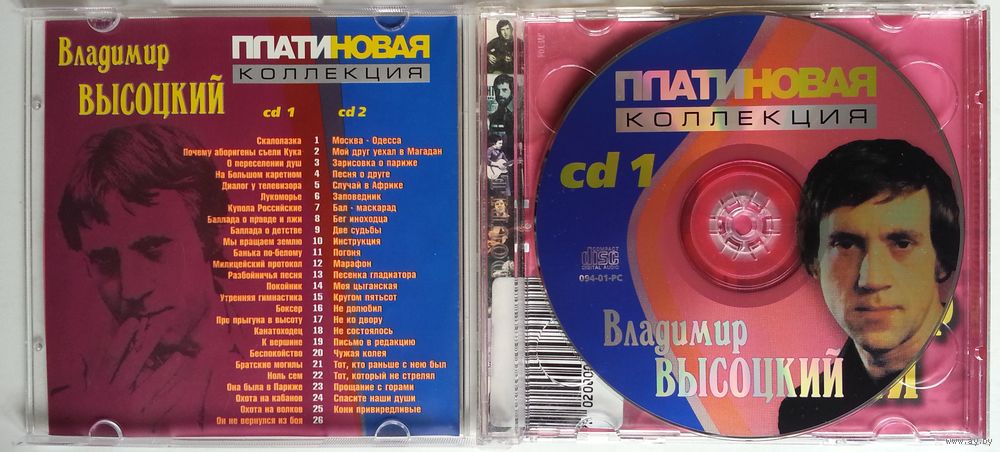 Владимир
ВЫСОЦКИЙ
ПЛАТИНОВАЯ
КОЛЛЕКЦИЯ
cd 1 cd 2
Скалолазка 1 Москва - Одесса
Почему аборигены съели Кука 2 Мой друг уехал в Магадан
О переселении душ 3 Зарисовка о париже
На Большом каретном 4 Песня о друге
Диалог у телевизора 5 Случай в Африке
Лукоморье 6 Заповедник
Купола Российские 7 Бал - маскарад
Баллада о правде и лжи 8 Бег иноходца
Баллада о детстве 9 Две судьбы
Мы вращаем землю 10 Инструкция
Банька по-белому 11 Погоня
Милицейский протокол 12 Марафон
Разбойничья песня 13 Песенка гладиатора
Покойник 14 Моя цыганская
Утренняя гимнастика 15 Кругом пятьсот
Боксер 16 Не долюбил
Про прыгуна в высоту 17 Не ко двору
Канатоходец 18 Не состоялось
К вершине 19 Письмо в редакцию
Беспокойство 20 Чужая колея
Братские могилы 21 Тот, кто раньше с нею был
Ноль сем 22 Тот, который не стрелял
Она была в Париже 23 Прощание с горами
Охота на кабанов 24 Спасите наши души
Охота на волков 25 Кони привиредливые
Он не вернулся из боя 26
ПЛАТИНОВАЯ
КОЛЛЕКЦИЯ
cd 1
COMPACT
disc
DIGITAL AUDIO
094-01-PC
Владимир
ВЫСОЦКИЙ
www.ay.by